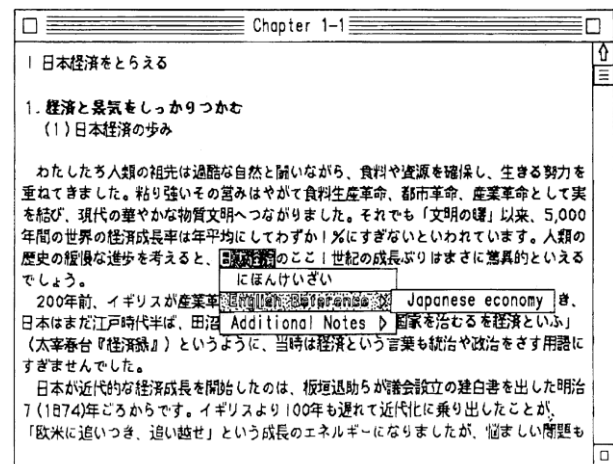 Chapter 1-1
I 日本経済をとらえる
1. 経済と景気をしっかりつかむ
(1)日本経済の歩み
わたしたち人類の祖先は過酷な自然と闘いながら、食料や資源を確保し、生きる努力を
重ねてきました。粘り強いその営みはやがて食料生産革命、都市革命、産業革命として実
を結び、現代の華やかな物質文明へつながりました。それでも「文明の曙」以来、5,000
年間の世界の経済成長率は年平均にしてわずか1%にすぎないといわれています。人類の
歴史の緩慢な進歩を考えると、日本経済のここ1世紀の成長ぶりはまさに驚異的といえる
でしょう。
にほんけいざい
200年前、イギリスが産業革 English Reference Japanese economy き、
日本はまだ江戸時代半ば、田沼 Additional Notes ▷ 国家を治むるを経済といふ」
(太宰春台『経済録』)というように、当時は経済という言葉も統治や政治をさす用語に
すぎませんでした。
日本が近代的な経済成長を開始したのは、板垣退助らが議会設立の建白書を出した明治
7(1874)年ごろからです。イギリスより100年も遅れて近代化に乗り出したことが、
「欧米に追いつき、追い越せ」という成長のエネルギーになりましたが、悩ましい問題も